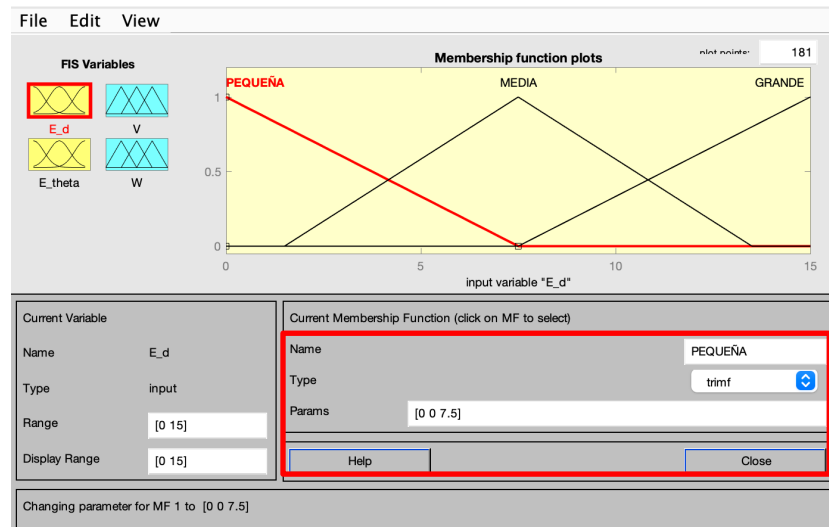 File Edit View
FIS Variables
E_d
V
E_theta
W
Membership function plots
plot points:
181
PEQUEÑA
MEDIA
GRANDE
1
0.5
0
0
5
10
15
input variable "E_d"
Current Variable
Name E_d
Type input
Range [0 15]
Display Range [0 15]
Current Membership Function (click on MF to select)
Name PEQUEÑA
Type trimf
Params [0 0 7.5]
Help Close
Changing parameter for MF 1 to [0 0 7.5]